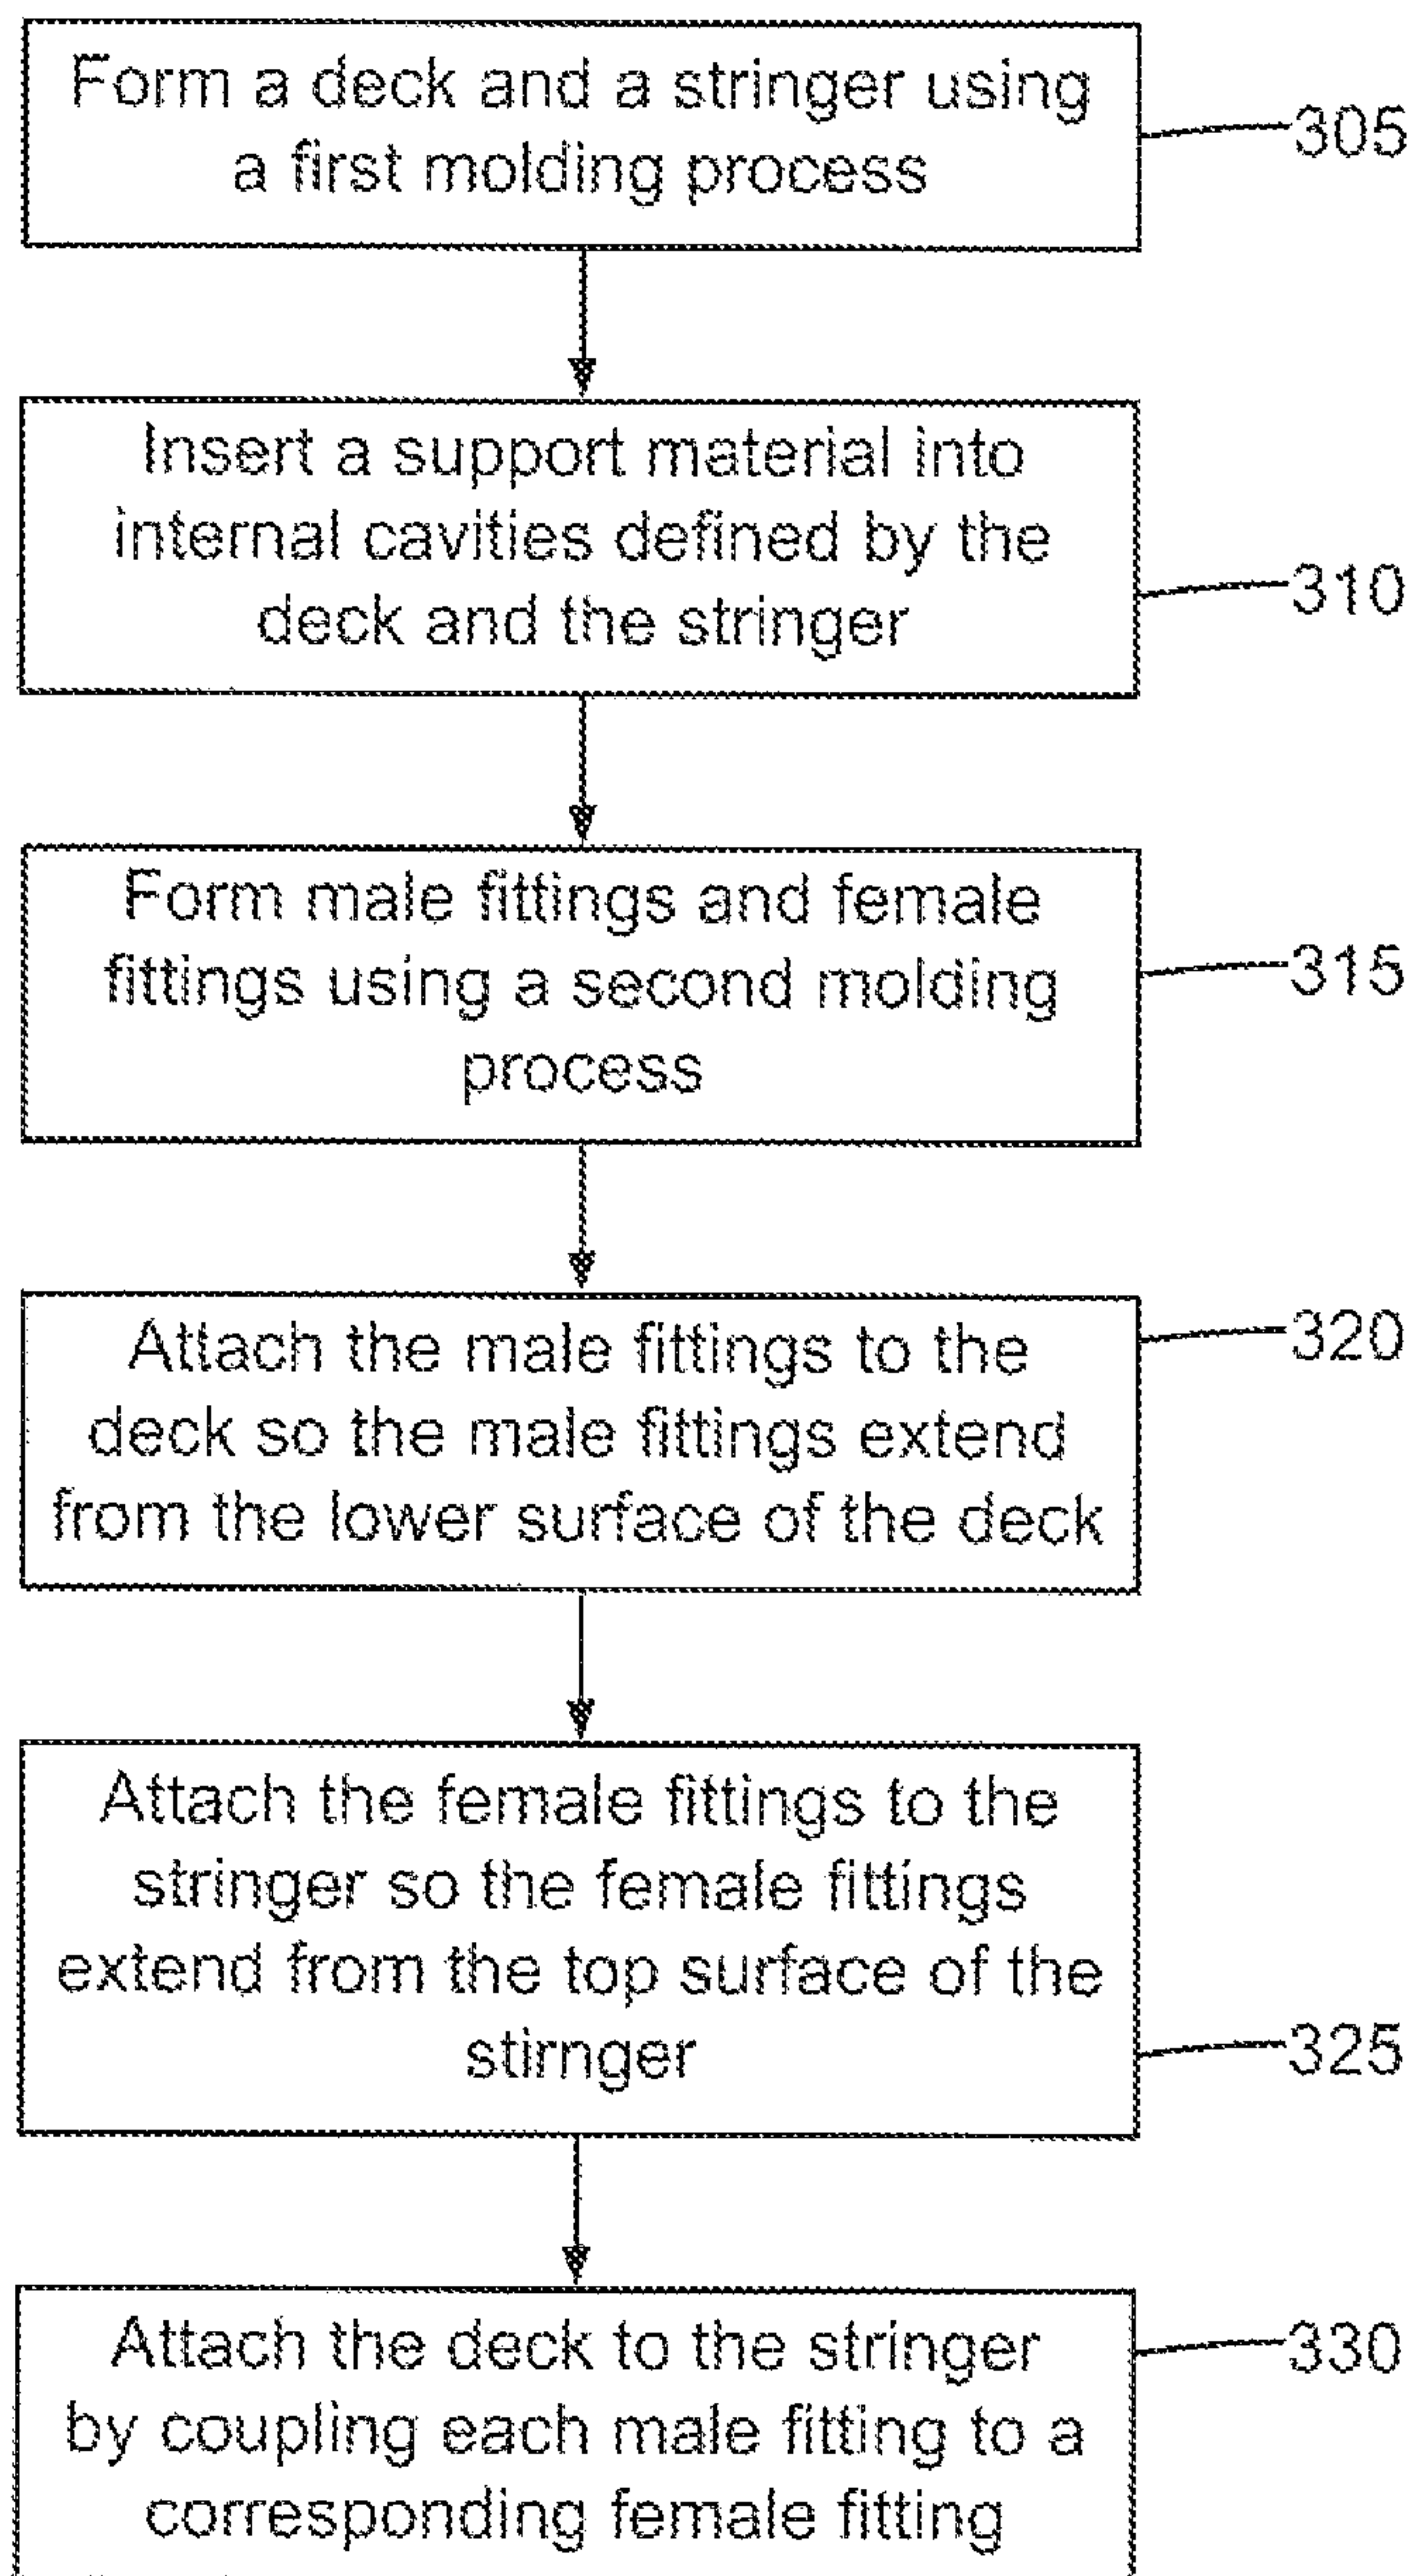 Form a deck and a stringer using
a first molding process
305
Insert a support material into
internal cavities defined by the
deck and the stringer
310
Form male fittings and female
fittings using a second molding
process
315
Attach the male fittings to the
deck so the male fittings extend
from the lower surface of the deck
320
Attach the female fittings to the
stringer so the female fittings
extend from the top surface of the
stirnger
325
Attach the deck to the stringer
by coupling each male fitting to a
corresponding female fitting
330